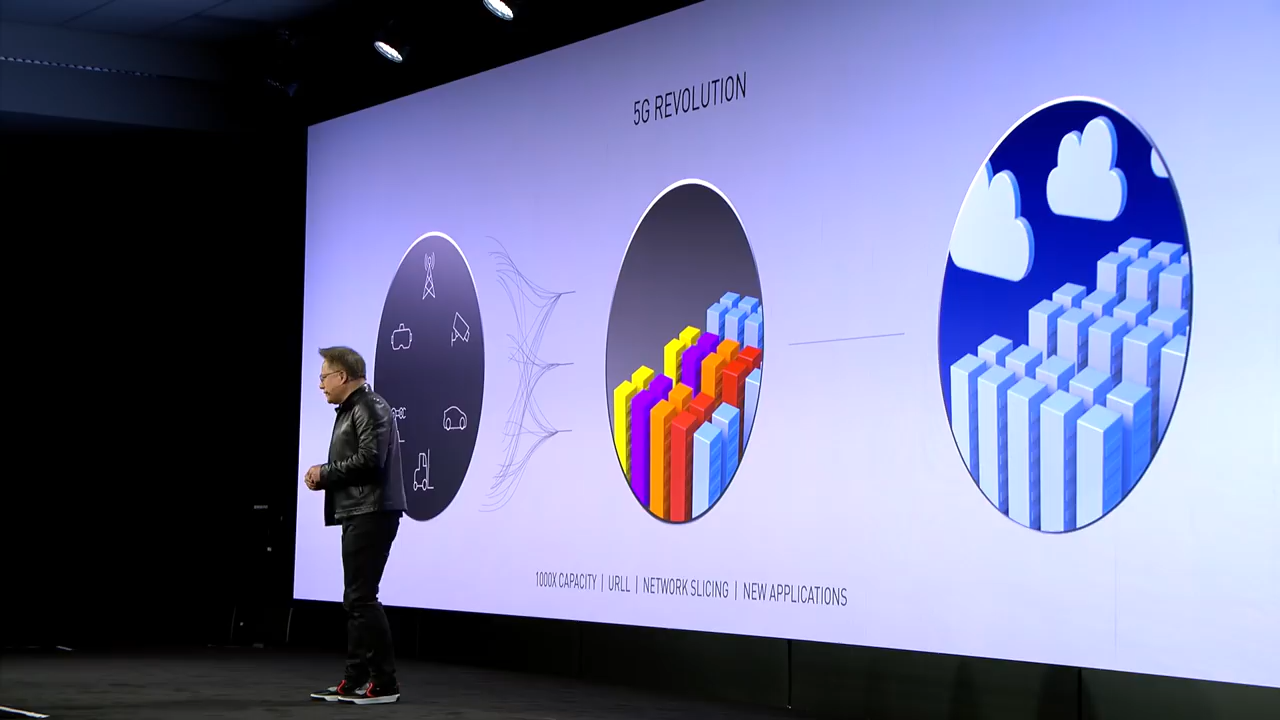 5G REVOLUTION
1000X CAPACITY | URLL | NETWORK SLICING | NEW APPLICATIONS